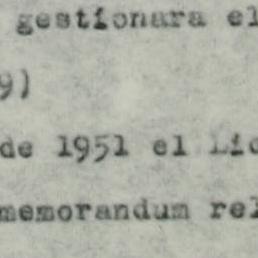 gestionara el
9)
de 1951 el Lic
memorandum rel